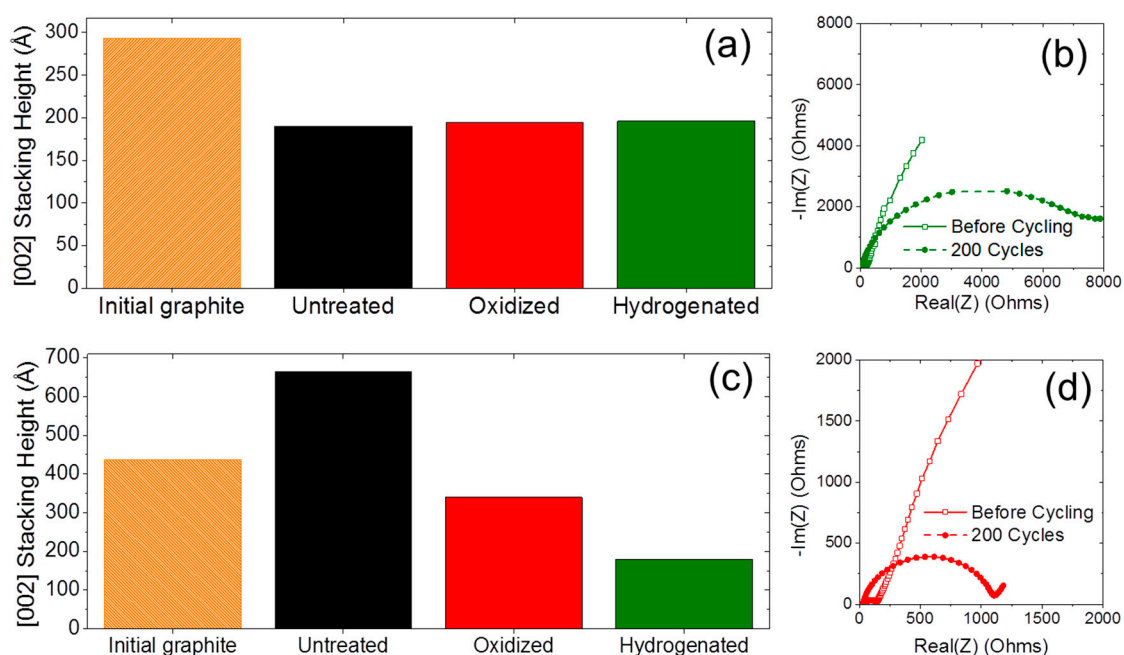 [002] Stacking Height (Å)
300
250
200
150
100
50
0
(a)
Initial graphite
Untreated
Oxidized
Hydrogenated
-Im(Z) (Ohms)
8000
6000
4000
2000
0
(b)
Before Cycling
200 Cycles
0 2000 4000 6000 8000
Real(Z) (Ohms)
[002] Stacking Height (Å)
700
600
500
400
300
200
100
0
(c)
Initial graphite
Untreated
Oxidized
Hydrogenated
-Im(Z) (Ohms)
2000
1500
1000
500
0
(d)
Before Cycling
200 Cycles
0 500 1000 1500 2000
Real(Z) (Ohms)